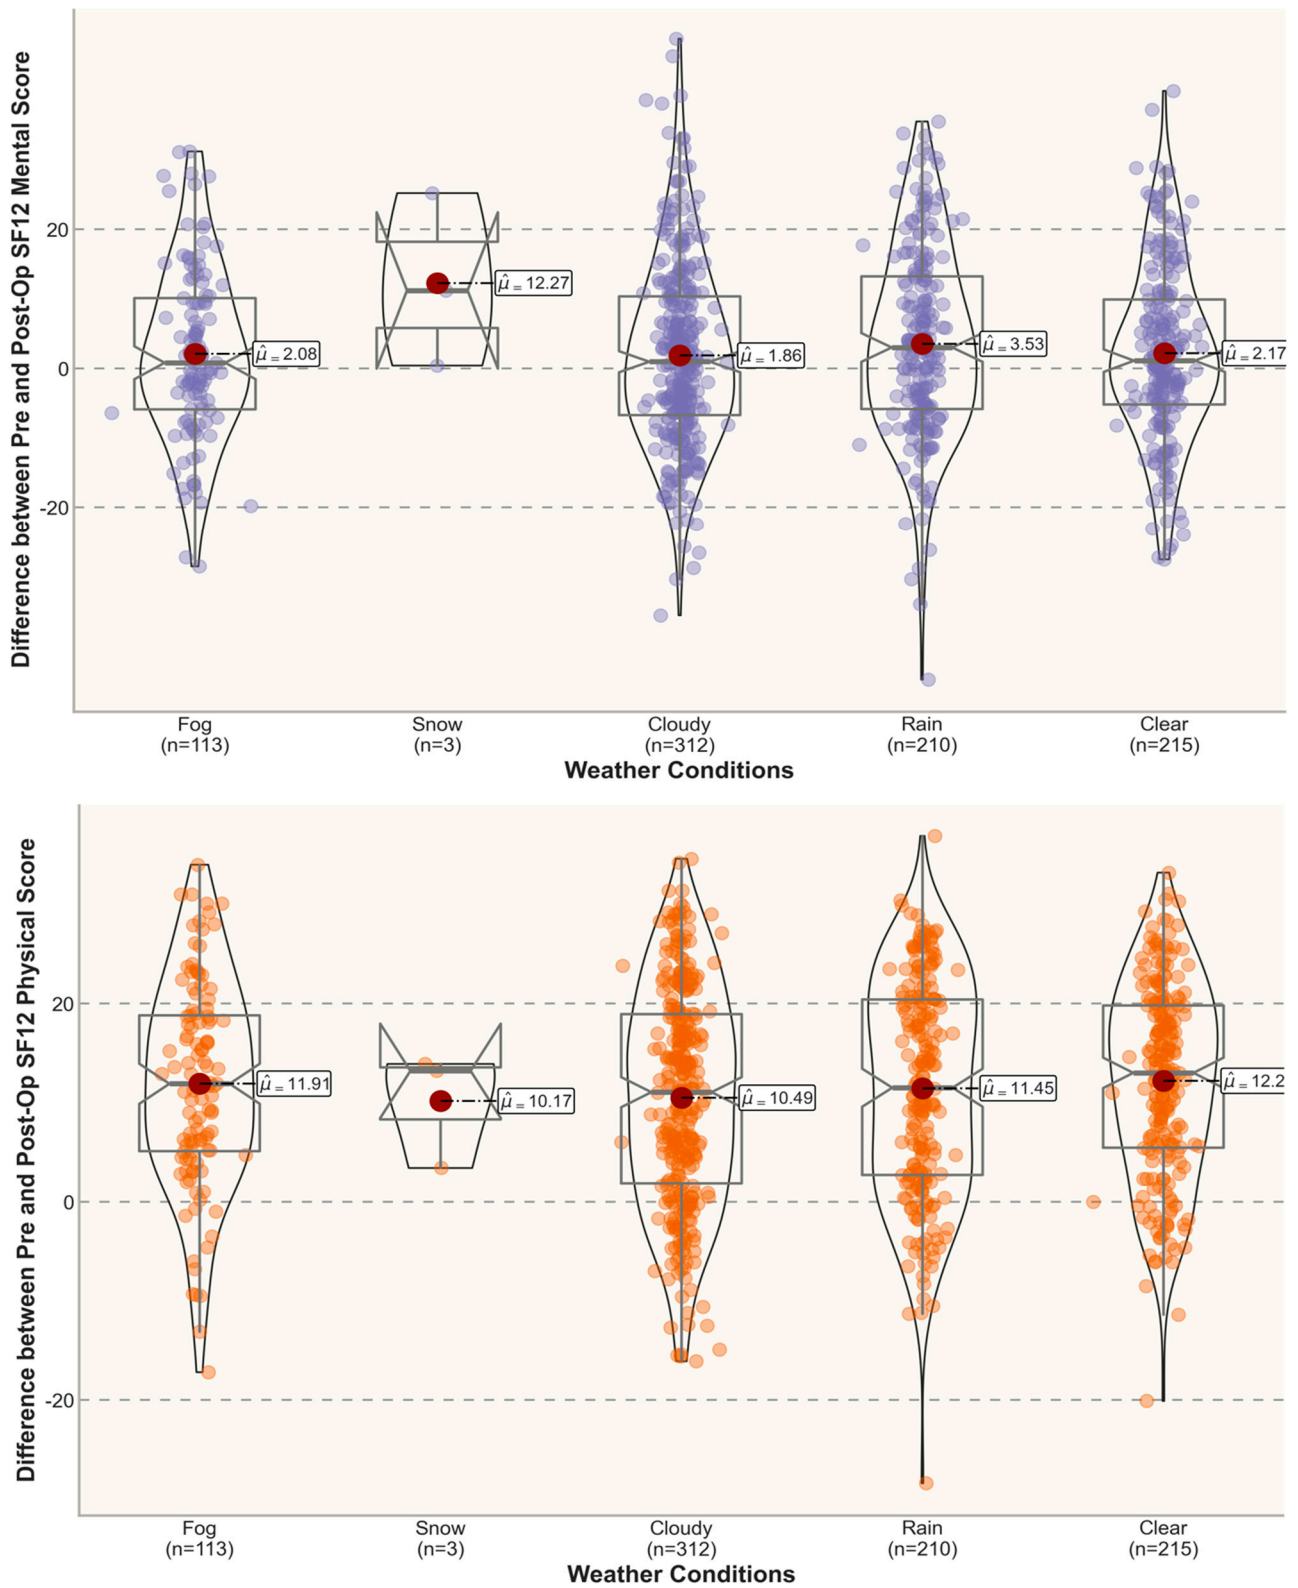 Difference between Pre and Post-Op SF12 Mental Score
20
0
-20
μ̂ = 2.08
μ̂ = 12.27
μ̂ = 1.86
μ̂ = 3.53
μ̂ = 2.17
Fog Snow Cloudy Rain Clear
(n=113) (n=3) (n=312) (n=210) (n=215)
Weather Conditions
Difference between Pre and Post-Op SF12 Physical Score
20
0
-20
μ̂ = 11.91
μ̂ = 10.17
μ̂ = 10.49
μ̂ = 11.45
μ̂ = 12.2
Fog Snow Cloudy Rain Clear
(n=113) (n=3) (n=312) (n=210) (n=215)
Weather Conditions